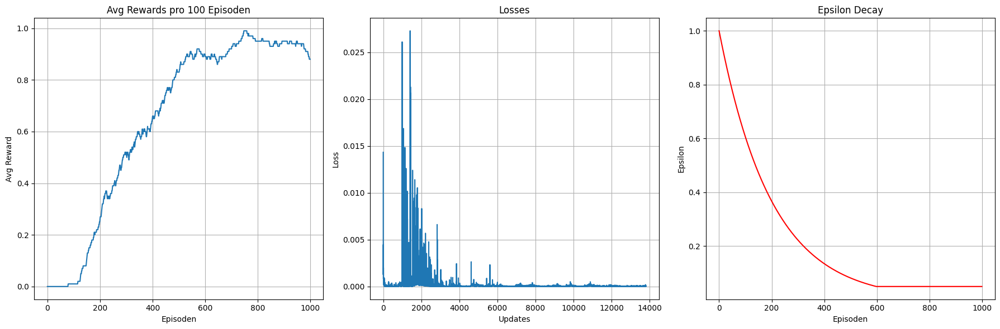 Avg Rewards pro 100 Episoden
1.0
0.8
0.6
0.4
0.2
0.0
Avg Reward
0 200 400 600 800 1000
Episoden
Losses
0.025
0.020
0.015
0.010
0.005
0.000
Loss
0 2000 4000 6000 8000 10000 12000 14000
Updates
Epsilon Decay
1.0
0.8
0.6
0.4
0.2
Epsilon
0 200 400 600 800 1000
Episoden